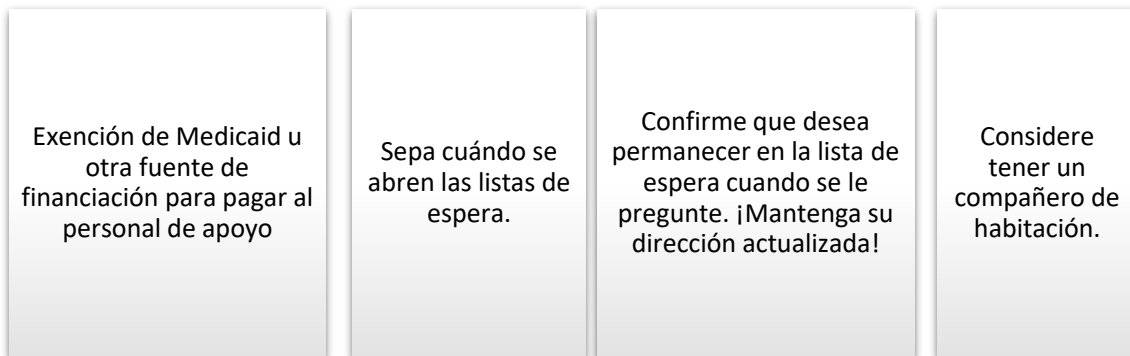 Exención de Medicaid u
otra fuente de
financiación para pagar al
personal de apoyo
Sepa cuándo se
abren las listas de
espera.
Confirme que desea
permanecer en la lista de
espera cuando se le
pregunte. ¡Mantenga su
dirección actualizada!
Considere
tener un
compañero de
habitación.